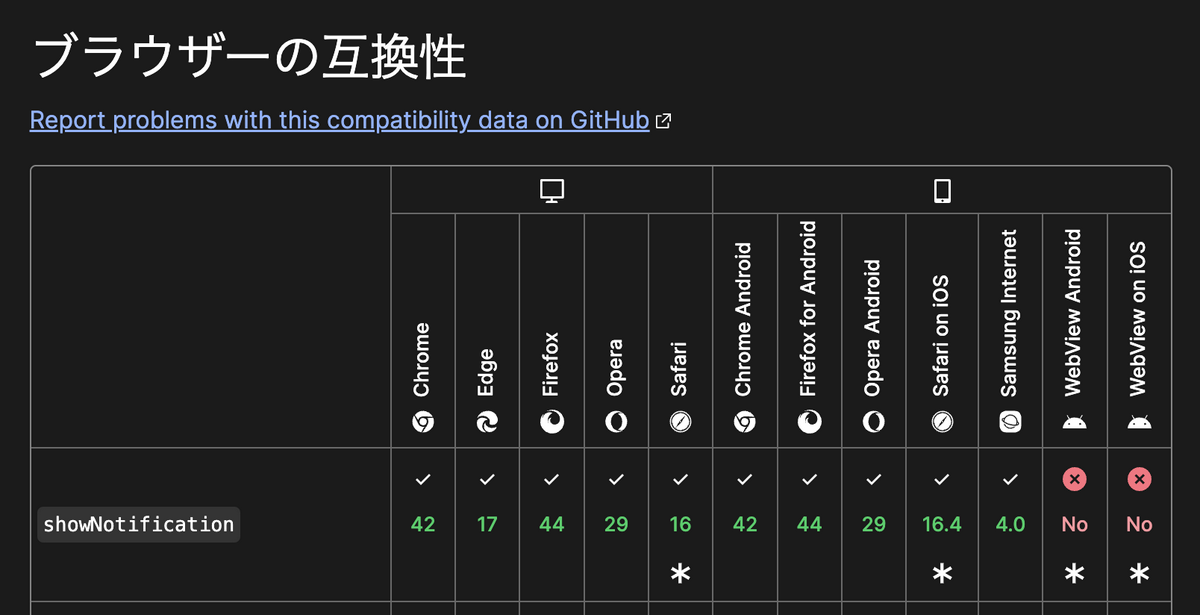 ブラウザーの互換性
Report problems with this compatibility data on GitHub
Chrome
Edge
Firefox
Opera
Safari
Chrome Android
Firefox for Android
Opera Android
Safari on iOS
Samsung Internet
WebView Android
WebView on iOS
showNotification
42 17 44 29 16 42 44 29 16.4 4.0 No No
* * * *